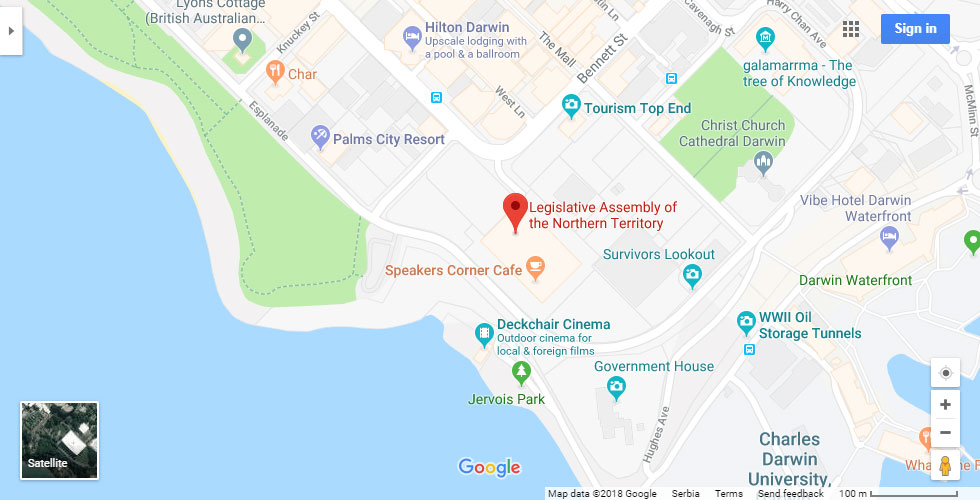 Lyons Cottage
(British Australian...
Knuckey St
Hilton Darwin
Upscale lodging with
a pool & a ballroom
The Mall
Bennett St
Cavenagh St
Harry Chan Ave
Sign in
galamarrma - The
tree of Knowledge
McMinn St
Char
Esplanade
West Ln
Tourism Top End
Palms City Resort
Christ Church
Cathedral Darwin
Legislative Assembly of
the Northern Territory
Vibe Hotel Darwin
Waterfront
Speakers Corner Cafe
Survivors Lookout
Darwin Waterfront
Deckchair Cinema
Outdoor cinema for
local & foreign films
WWII Oil
Storage Tunnels
Government House
Jervois Park
Hughes Ave
Charles
Darwin
University,
Satellite
Google
Map data ©2018 Google Serbia Terms Send feedback 100 m